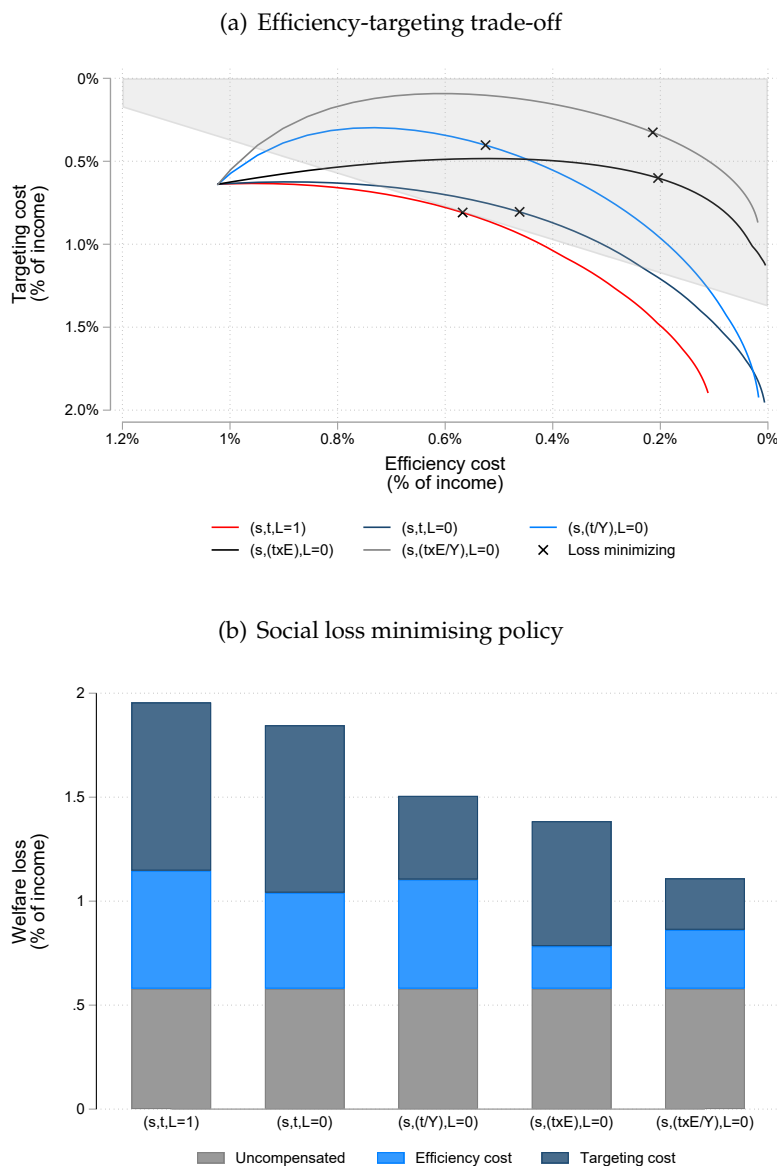 (a) Efficiency-targeting trade-off
0%
0.5%
1.0%
1.5%
2.0%
Targeting cost
(% of income)
1.2%
1%
0.8%
0.6%
0.4%
0.2%
0%
Efficiency cost
(% of income)
(s,t,L=1)
(s,t,L=0)
(s,(t/Y),L=0)
(s,(txE),L=0)
(s,(txE/Y),L=0)
Loss minimizing
(b) Social loss minimising policy
2
1.5
1
.5
0
Welfare loss
(% of income)
(s,t,L=1)
(s,t,L=0)
(s,(t/Y),L=0)
(s,(txE),L=0)
(s,(txE/Y),L=0)
Uncompensated
Efficiency cost
Targeting cost